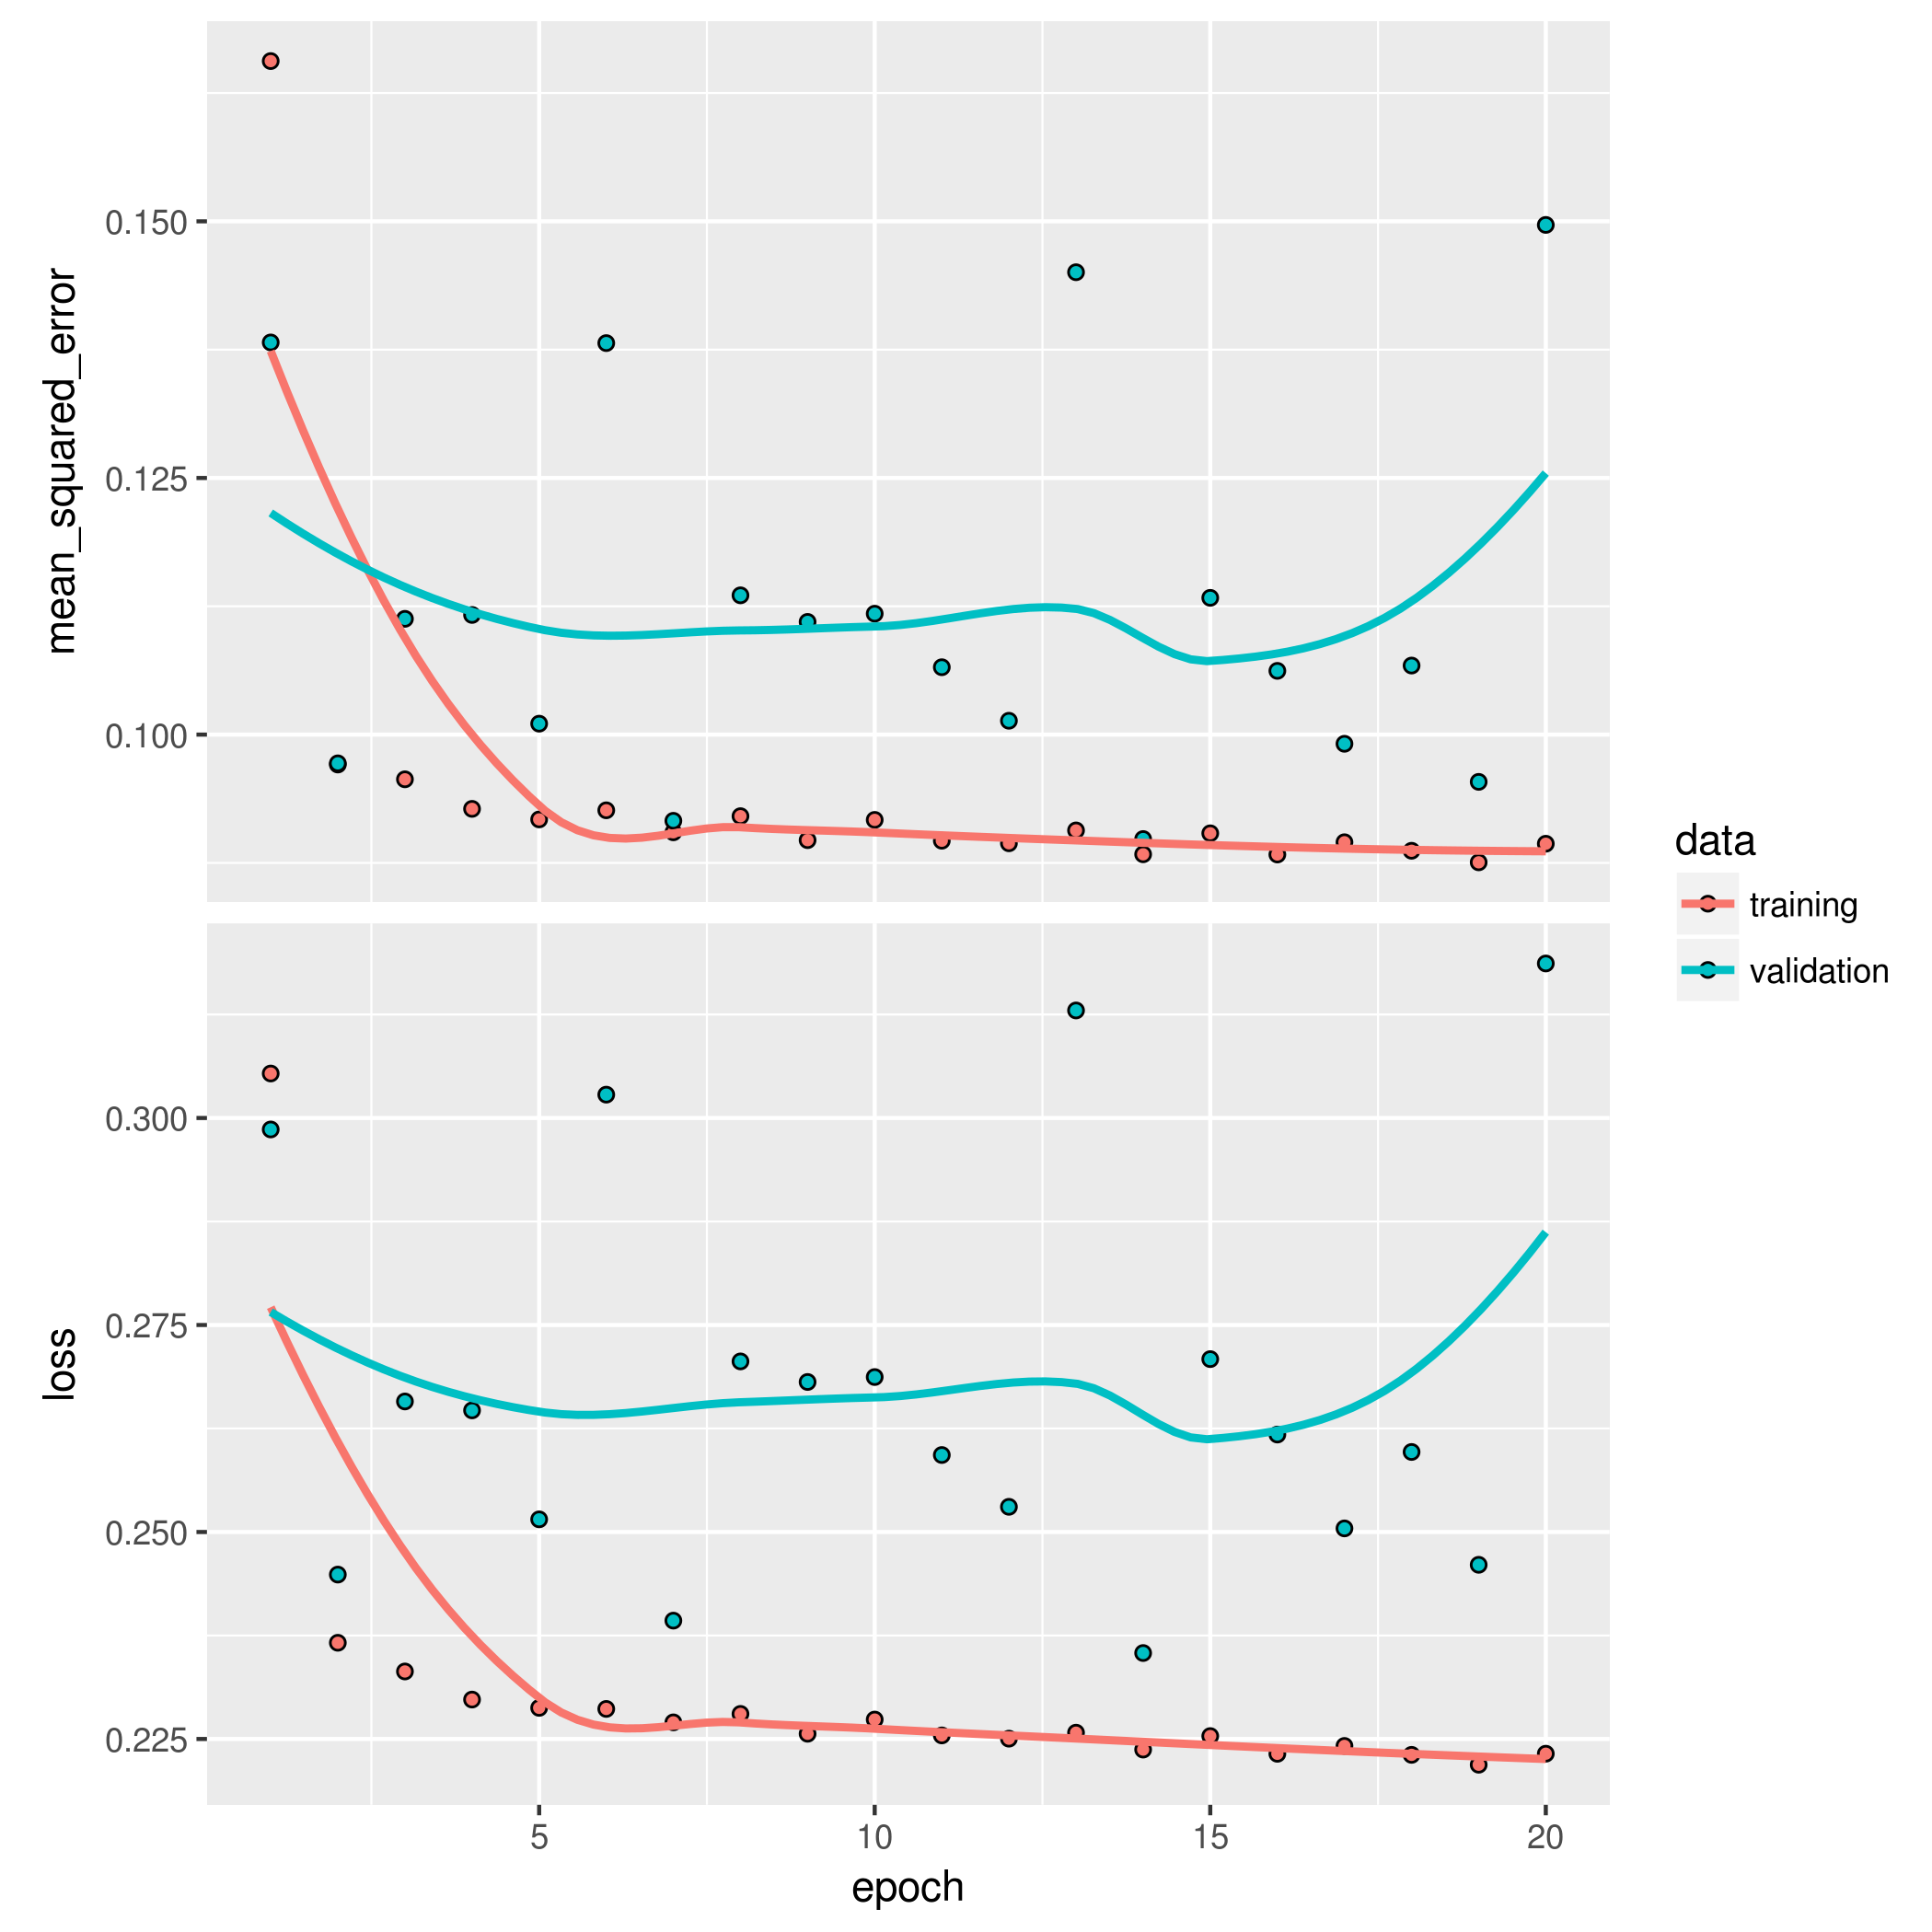 mean_squared_error
0.150
0.125
0.100
loss
0.300
0.275
0.250
0.225
5 10 15 20
epoch
data
training
validation